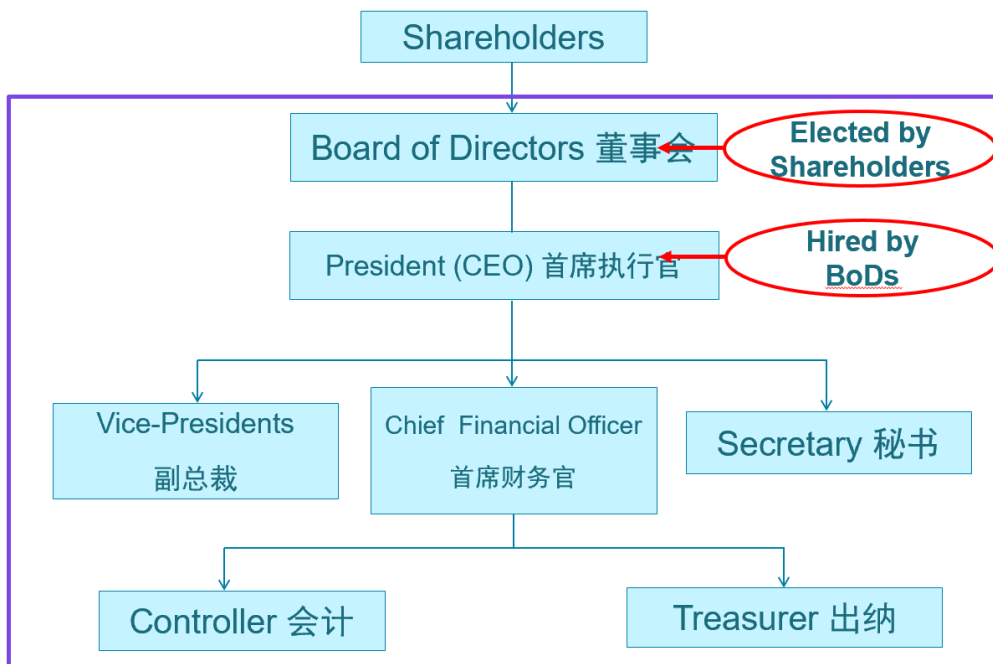 Shareholders
Board of Directors 董事会
Elected by
Shareholders
President (CEO) 首席执行官
Hired by
BoDs
Vice-Presidents
副总裁
Chief Financial Officer
首席财务官
Secretary 秘书
Controller 会计
Treasurer 出纳